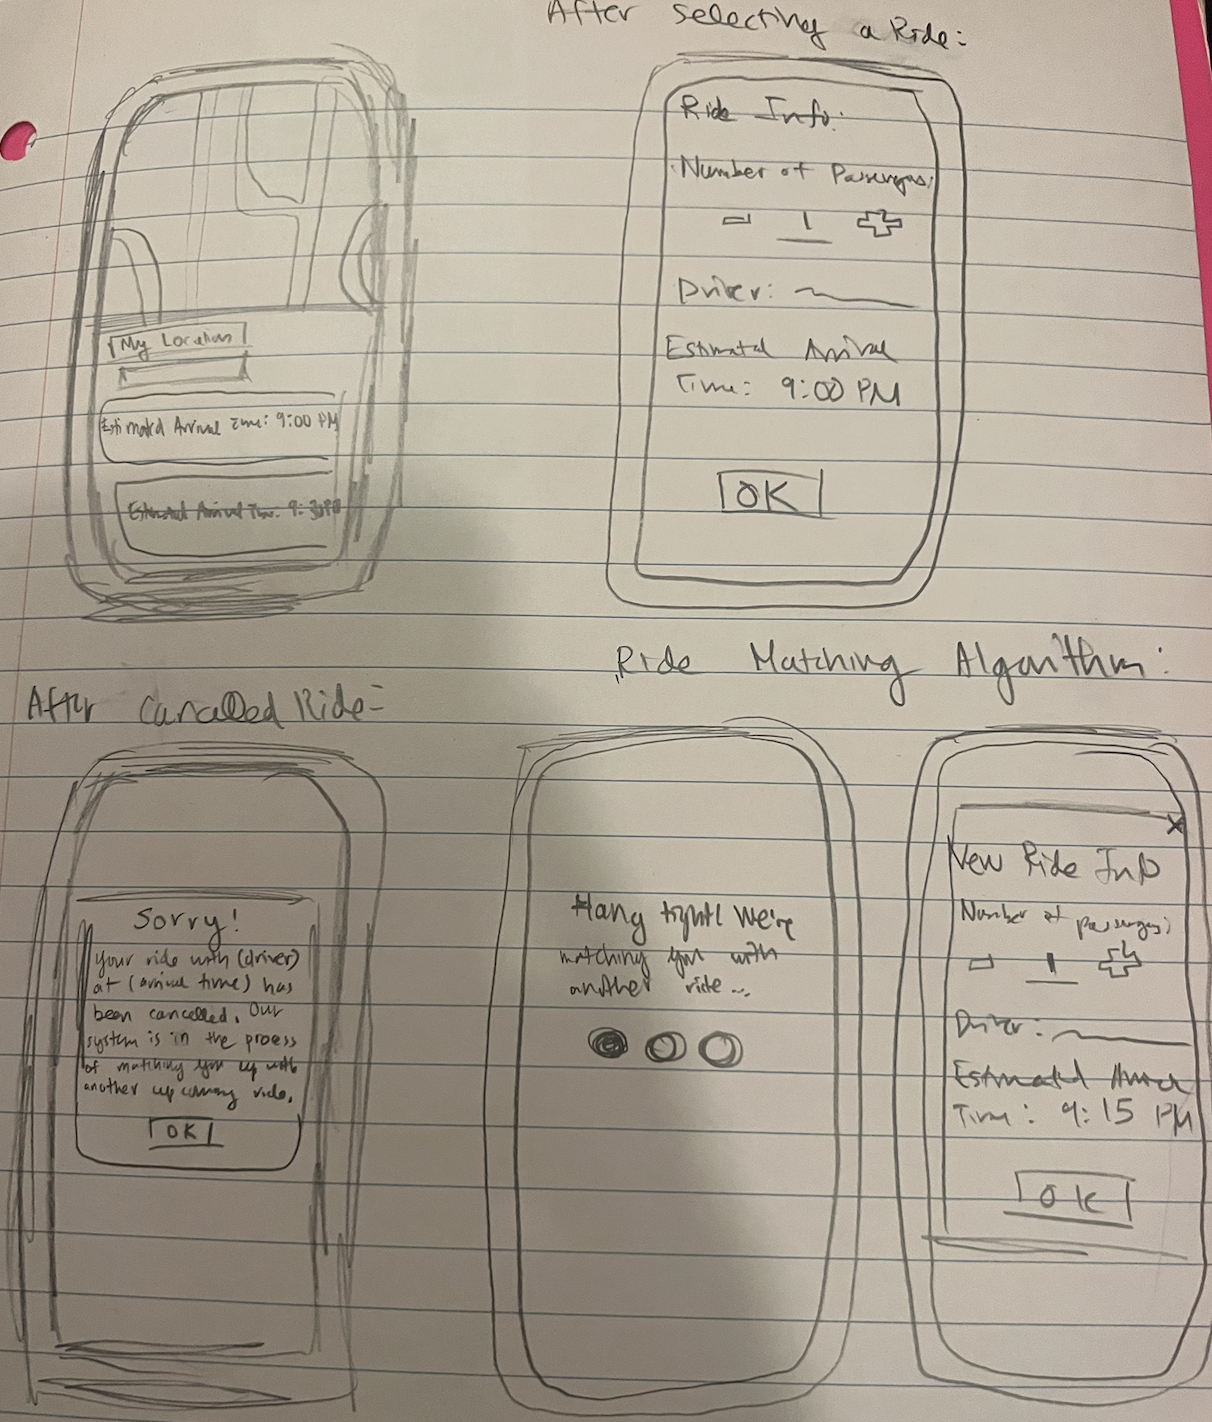 After selecting a Ride:
My Location
Estimated Arrival Time: 9:00 PM
Estimated Arrival Time: 9:30 PM
Ride Info:
Number of Passengers:
- 1 +
Driver:
Estimated Arrival
Time: 9:00 PM
OK
After Cancelled Ride:
Sorry!
Your ride with (driver)
at (arrival time) has
been cancelled. Our
system is in the process
of matching you up with
another upcoming ride.
OK
Ride Matching Algorithm:
Hang tight! We're
matching you with
another ride...
X
New Ride Info
Number of passengers:
- 1 +
Driver:
Estimated Arrival
Time: 9:15 PM
OK